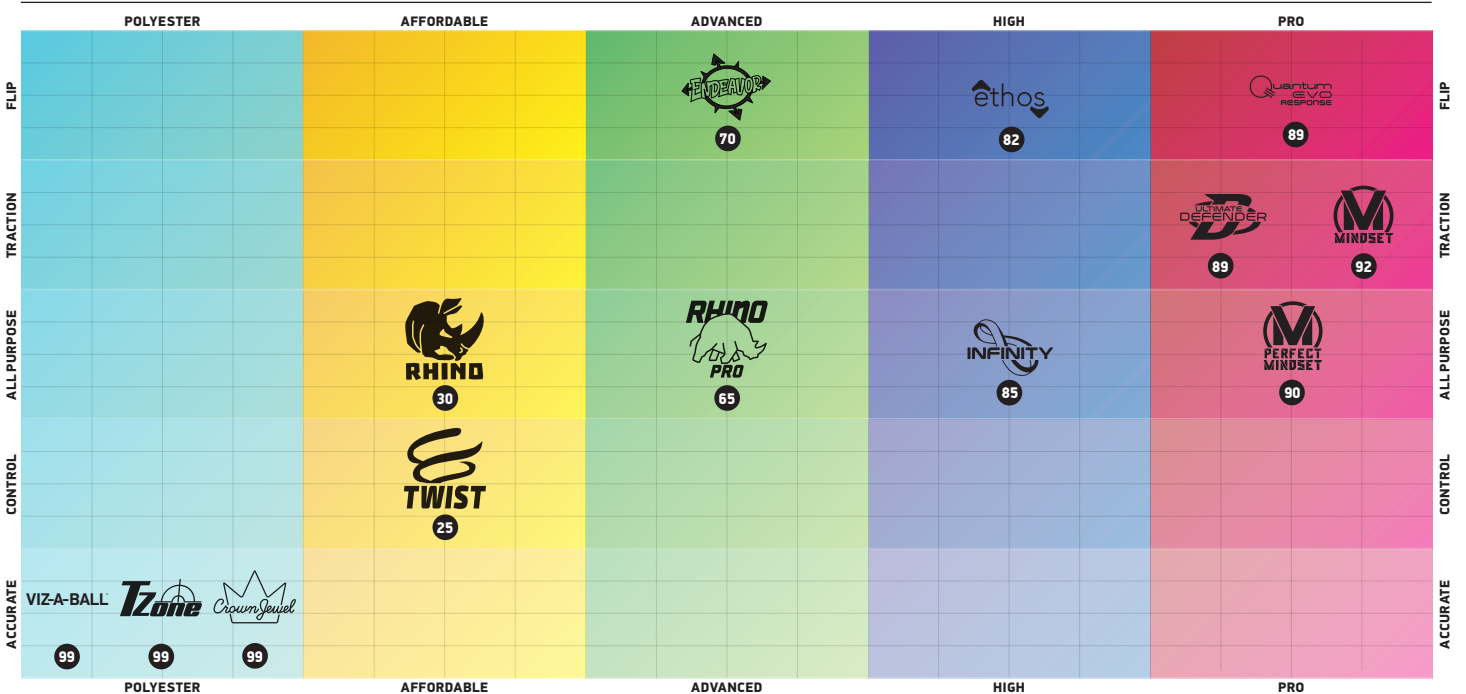 POLYESTER AFFORDABLE ADVANCED HIGH PRO
FLIP
ENDEAVOR
70
ethos
82
Quantum
EVO
RESPONSE
89
FLIP
TRACTION
ULTIMATE
DEFENDER
89
M
MINDSET
92
TRACTION
ALL PURPOSE
RHINO
30
RHINO
PRO
65
INFINITY
85
M
PERFECT
MINDSET
90
ALL PURPOSE
CONTROL
TWIST
25
CONTROL
ACCURATE
VIZ-A-BALL
99
TZone
99
Crown Jewel
99
ACCURATE
POLYESTER AFFORDABLE ADVANCED HIGH PRO